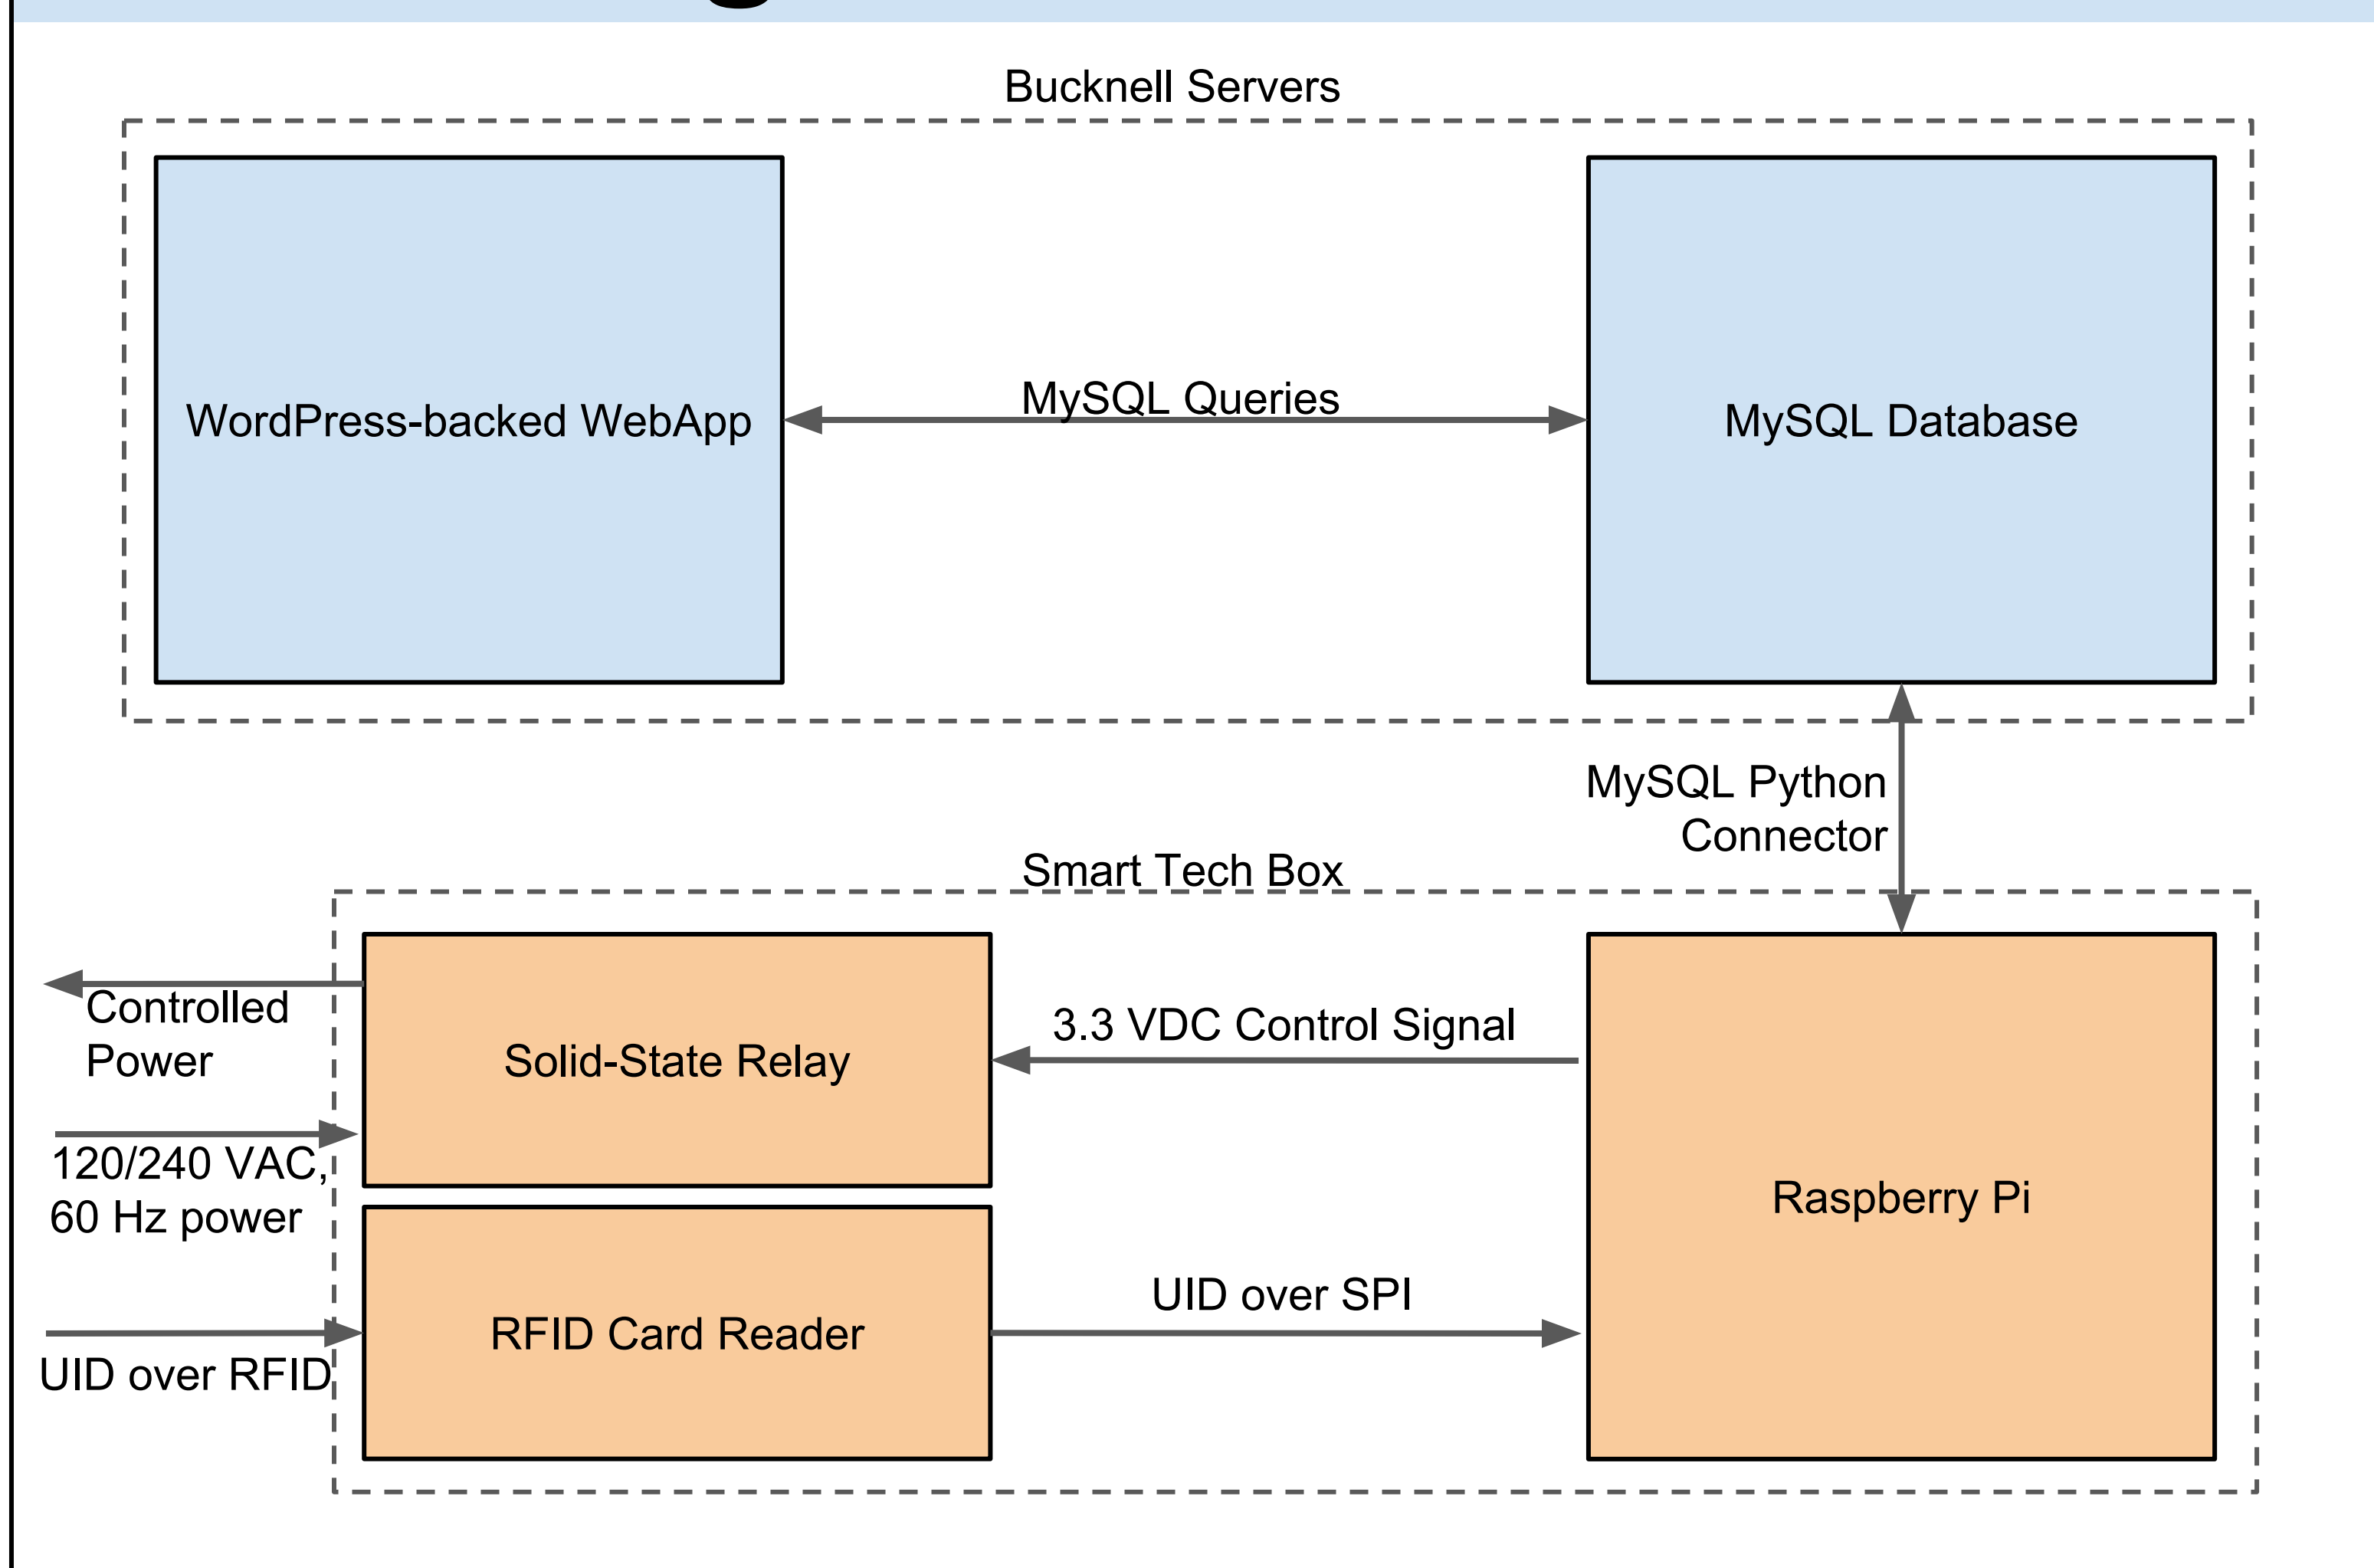 Bucknell Servers
WordPress-backed WebApp
MySQL Queries
MySQL Database
MySQL Python
Connector
Smart Tech Box
Controlled
Power
Solid-State Relay
3.3 VDC Control Signal
120/240 VAC,
60 Hz power
Raspberry Pi
RFID Card Reader
UID over SPI
UID over RFID